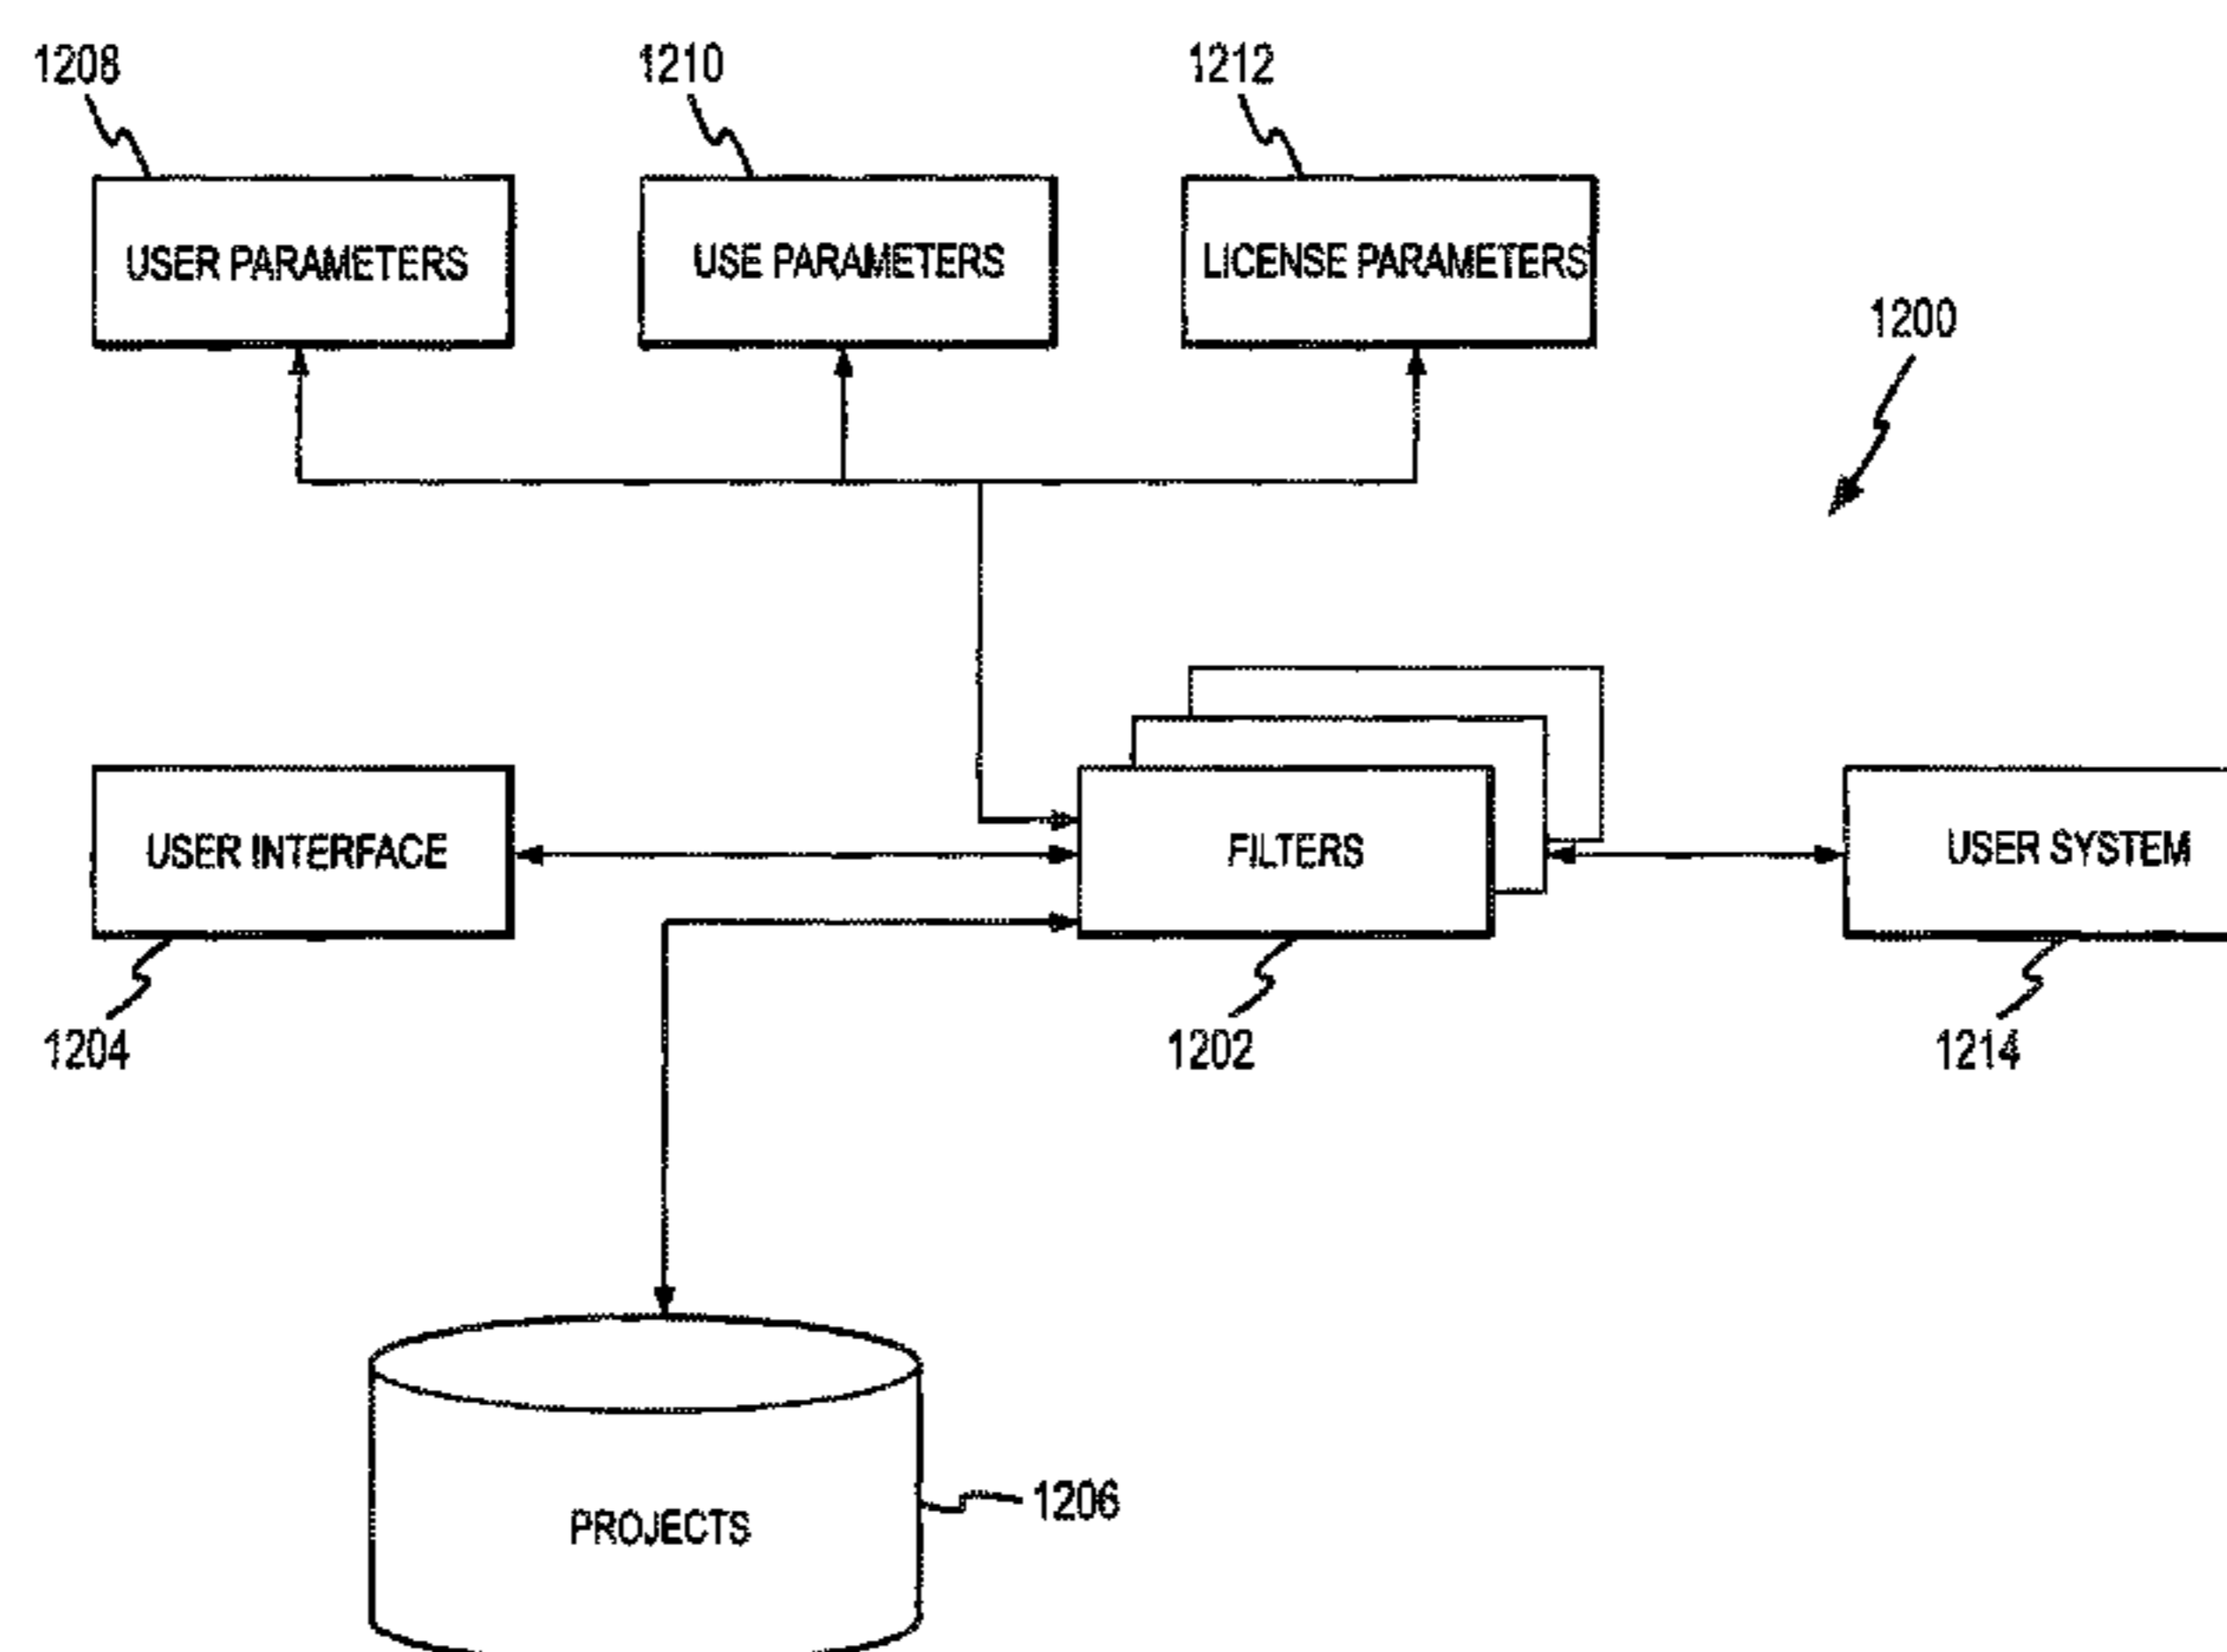 1208
1210
1212
USER PARAMETERS
USE PARAMETERS
LICENSE PARAMETERS
1200
USER INTERFACE
FILTERS
USER SYSTEM
1204
1202
1214
PROJECTS
1206